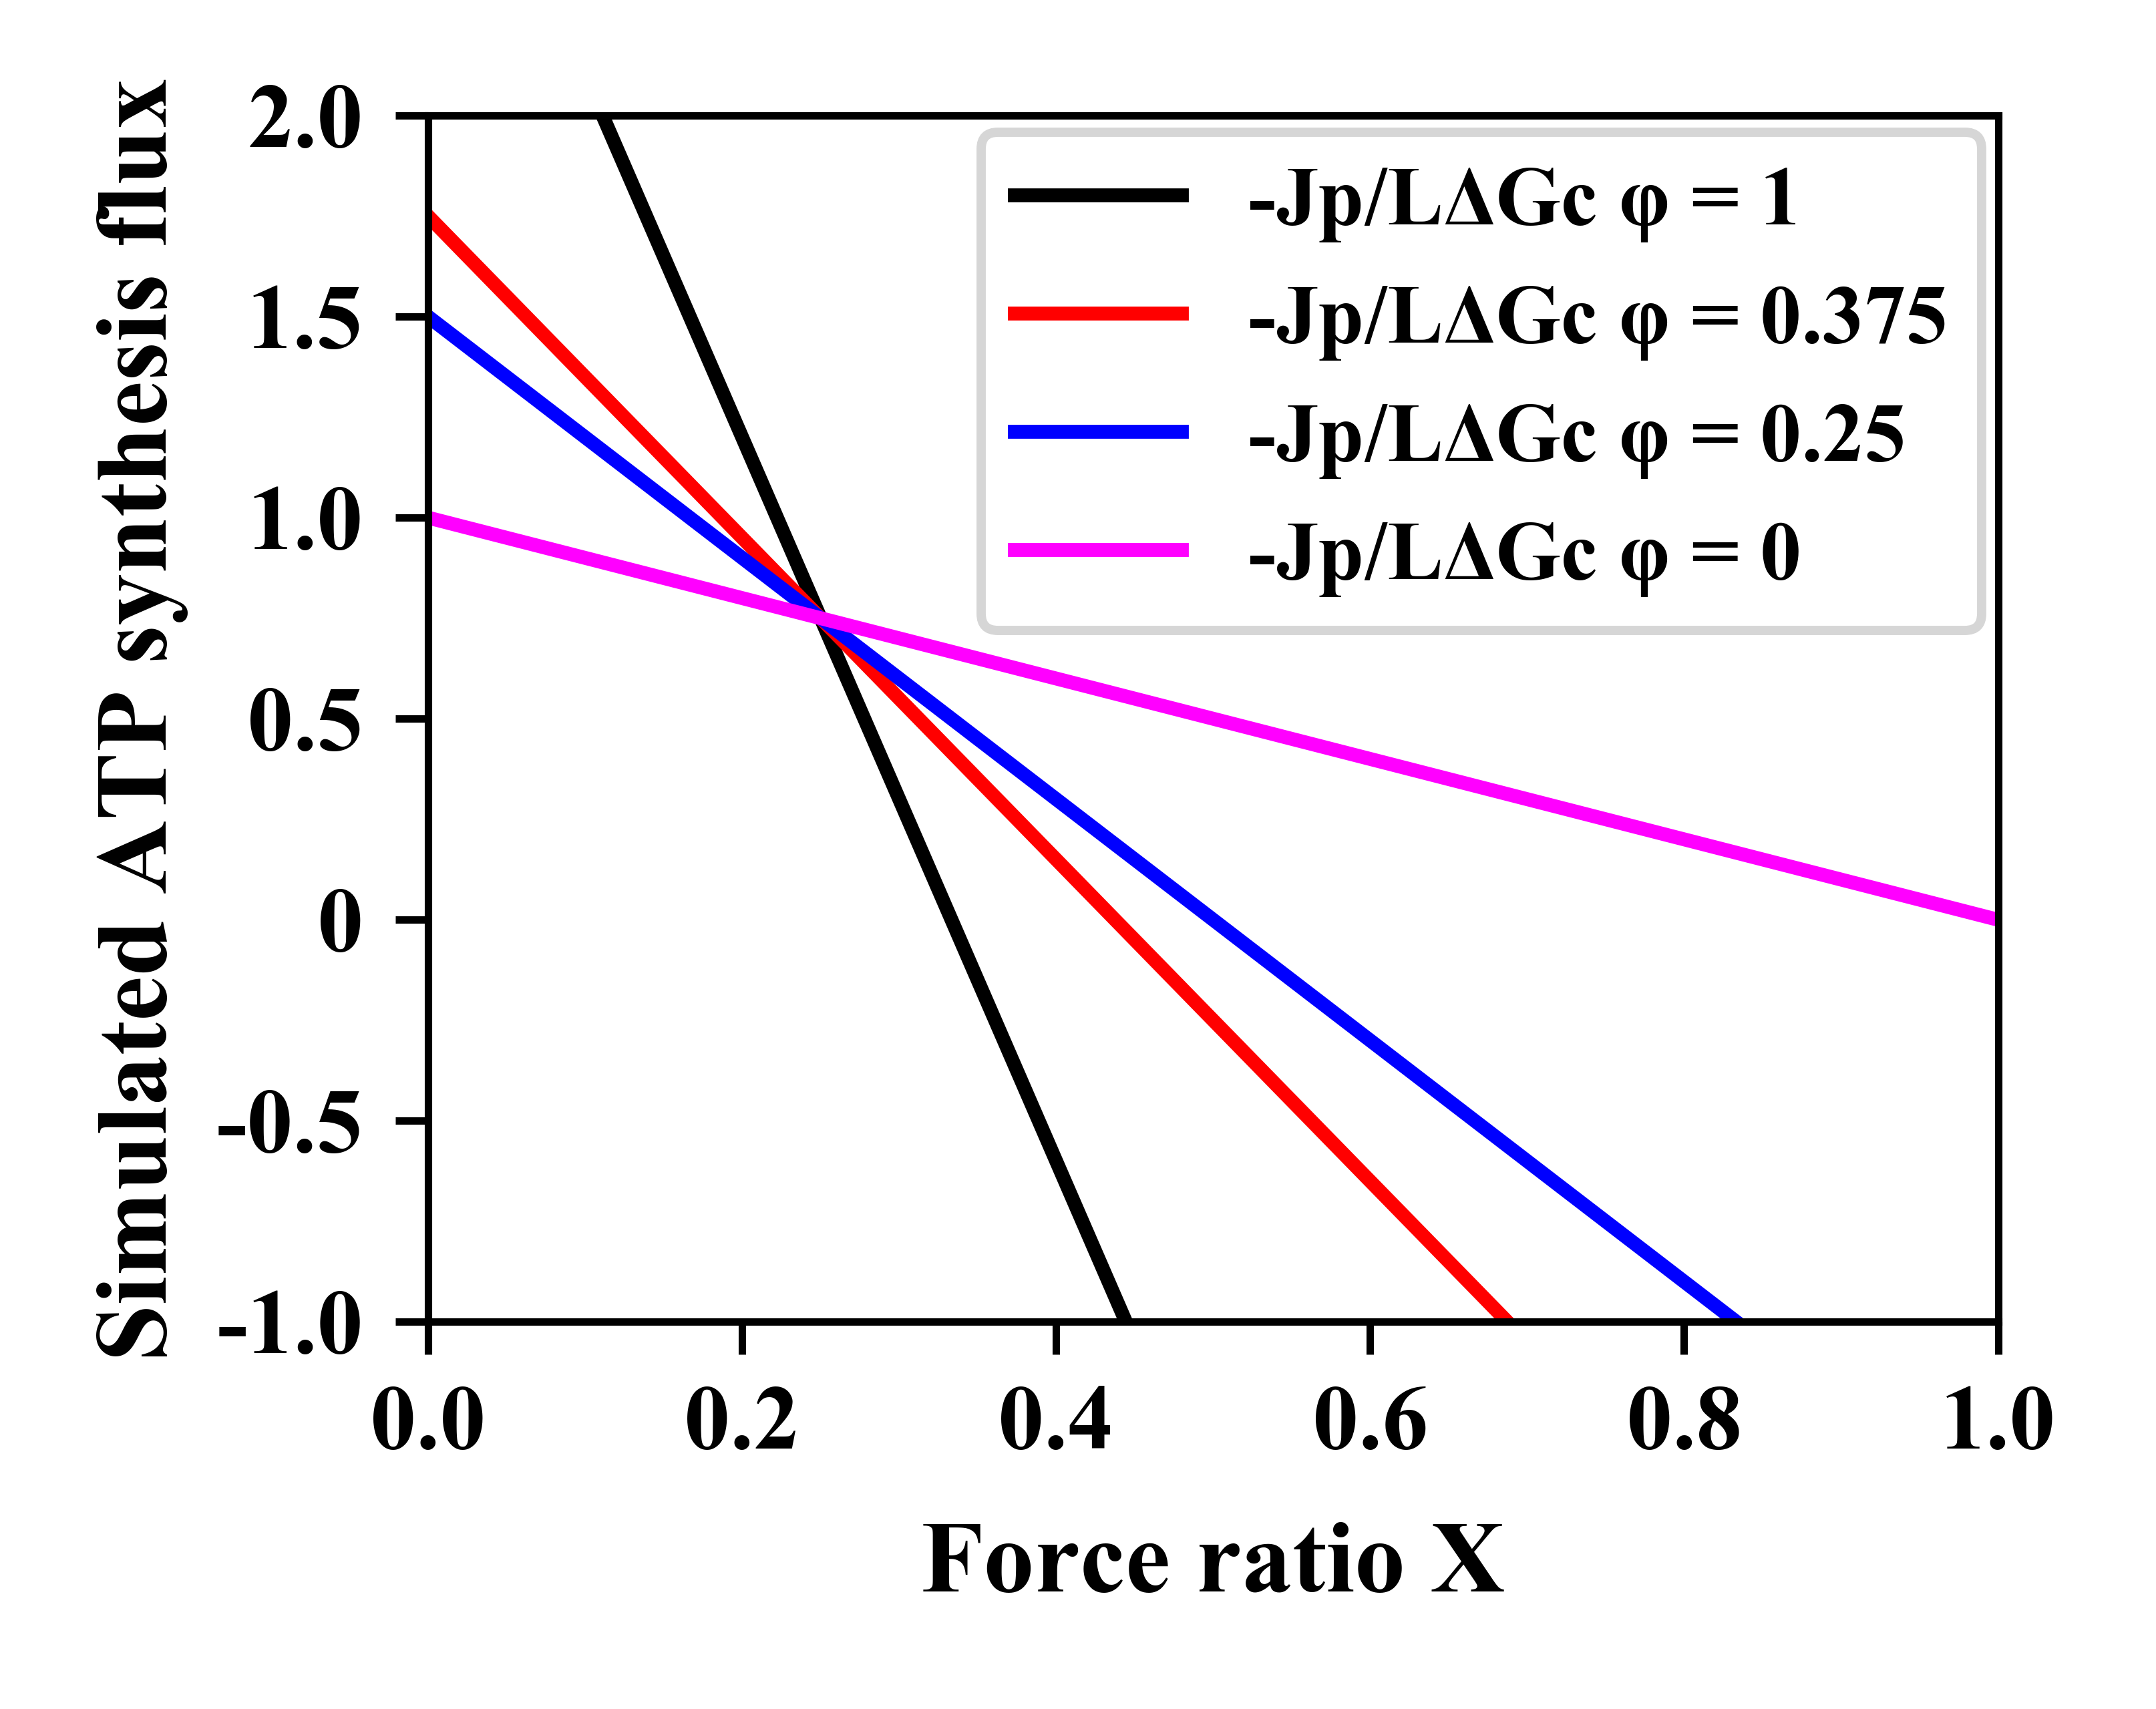 Simulated ATP synthesis flux
2.0
1.5
1.0
0.5
0
-0.5
-1.0
-Jp/LΔGc φ = 1
-Jp/LΔGc φ = 0.375
-Jp/LΔGc φ = 0.25
-Jp/LΔGc φ = 0
0.0 0.2 0.4 0.6 0.8 1.0
Force ratio X